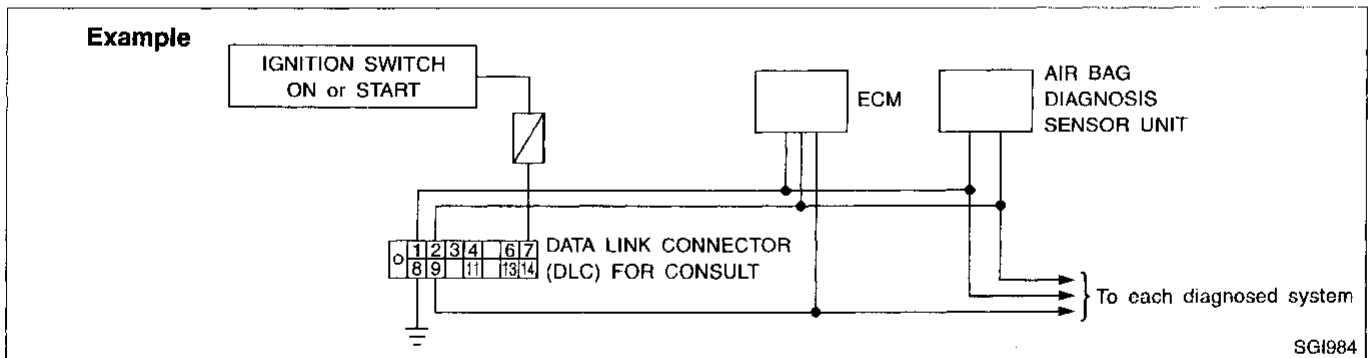 Example
IGNITION SWITCH
ON or START
ECM
AIR BAG
DIAGNOSIS
SENSOR UNIT
1 2 3 4 6 7
8 9 11 13 14
DATA LINK CONNECTOR
(DLC) FOR CONSULT
To each diagnosed system
SGI984